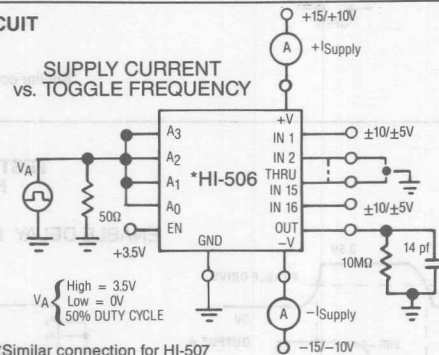 CUIT
SUPPLY CURRENT
vs. TOGGLE FREQUENCY
+15/+10V
A
+ISupply
+V
A3
A2
A1
A0
EN
GND
*HI-506
IN 1
IN 2
THRU
IN 15
IN 16
OUT
−V
±10/±5V
±10/±5V
VA
50Ω
+3.5V
10MΩ
14 pf
A
−ISupply
−15/−10V
VA { High = 3.5V
Low = 0V
50% DUTY CYCLE
*Similar connection for HI-507